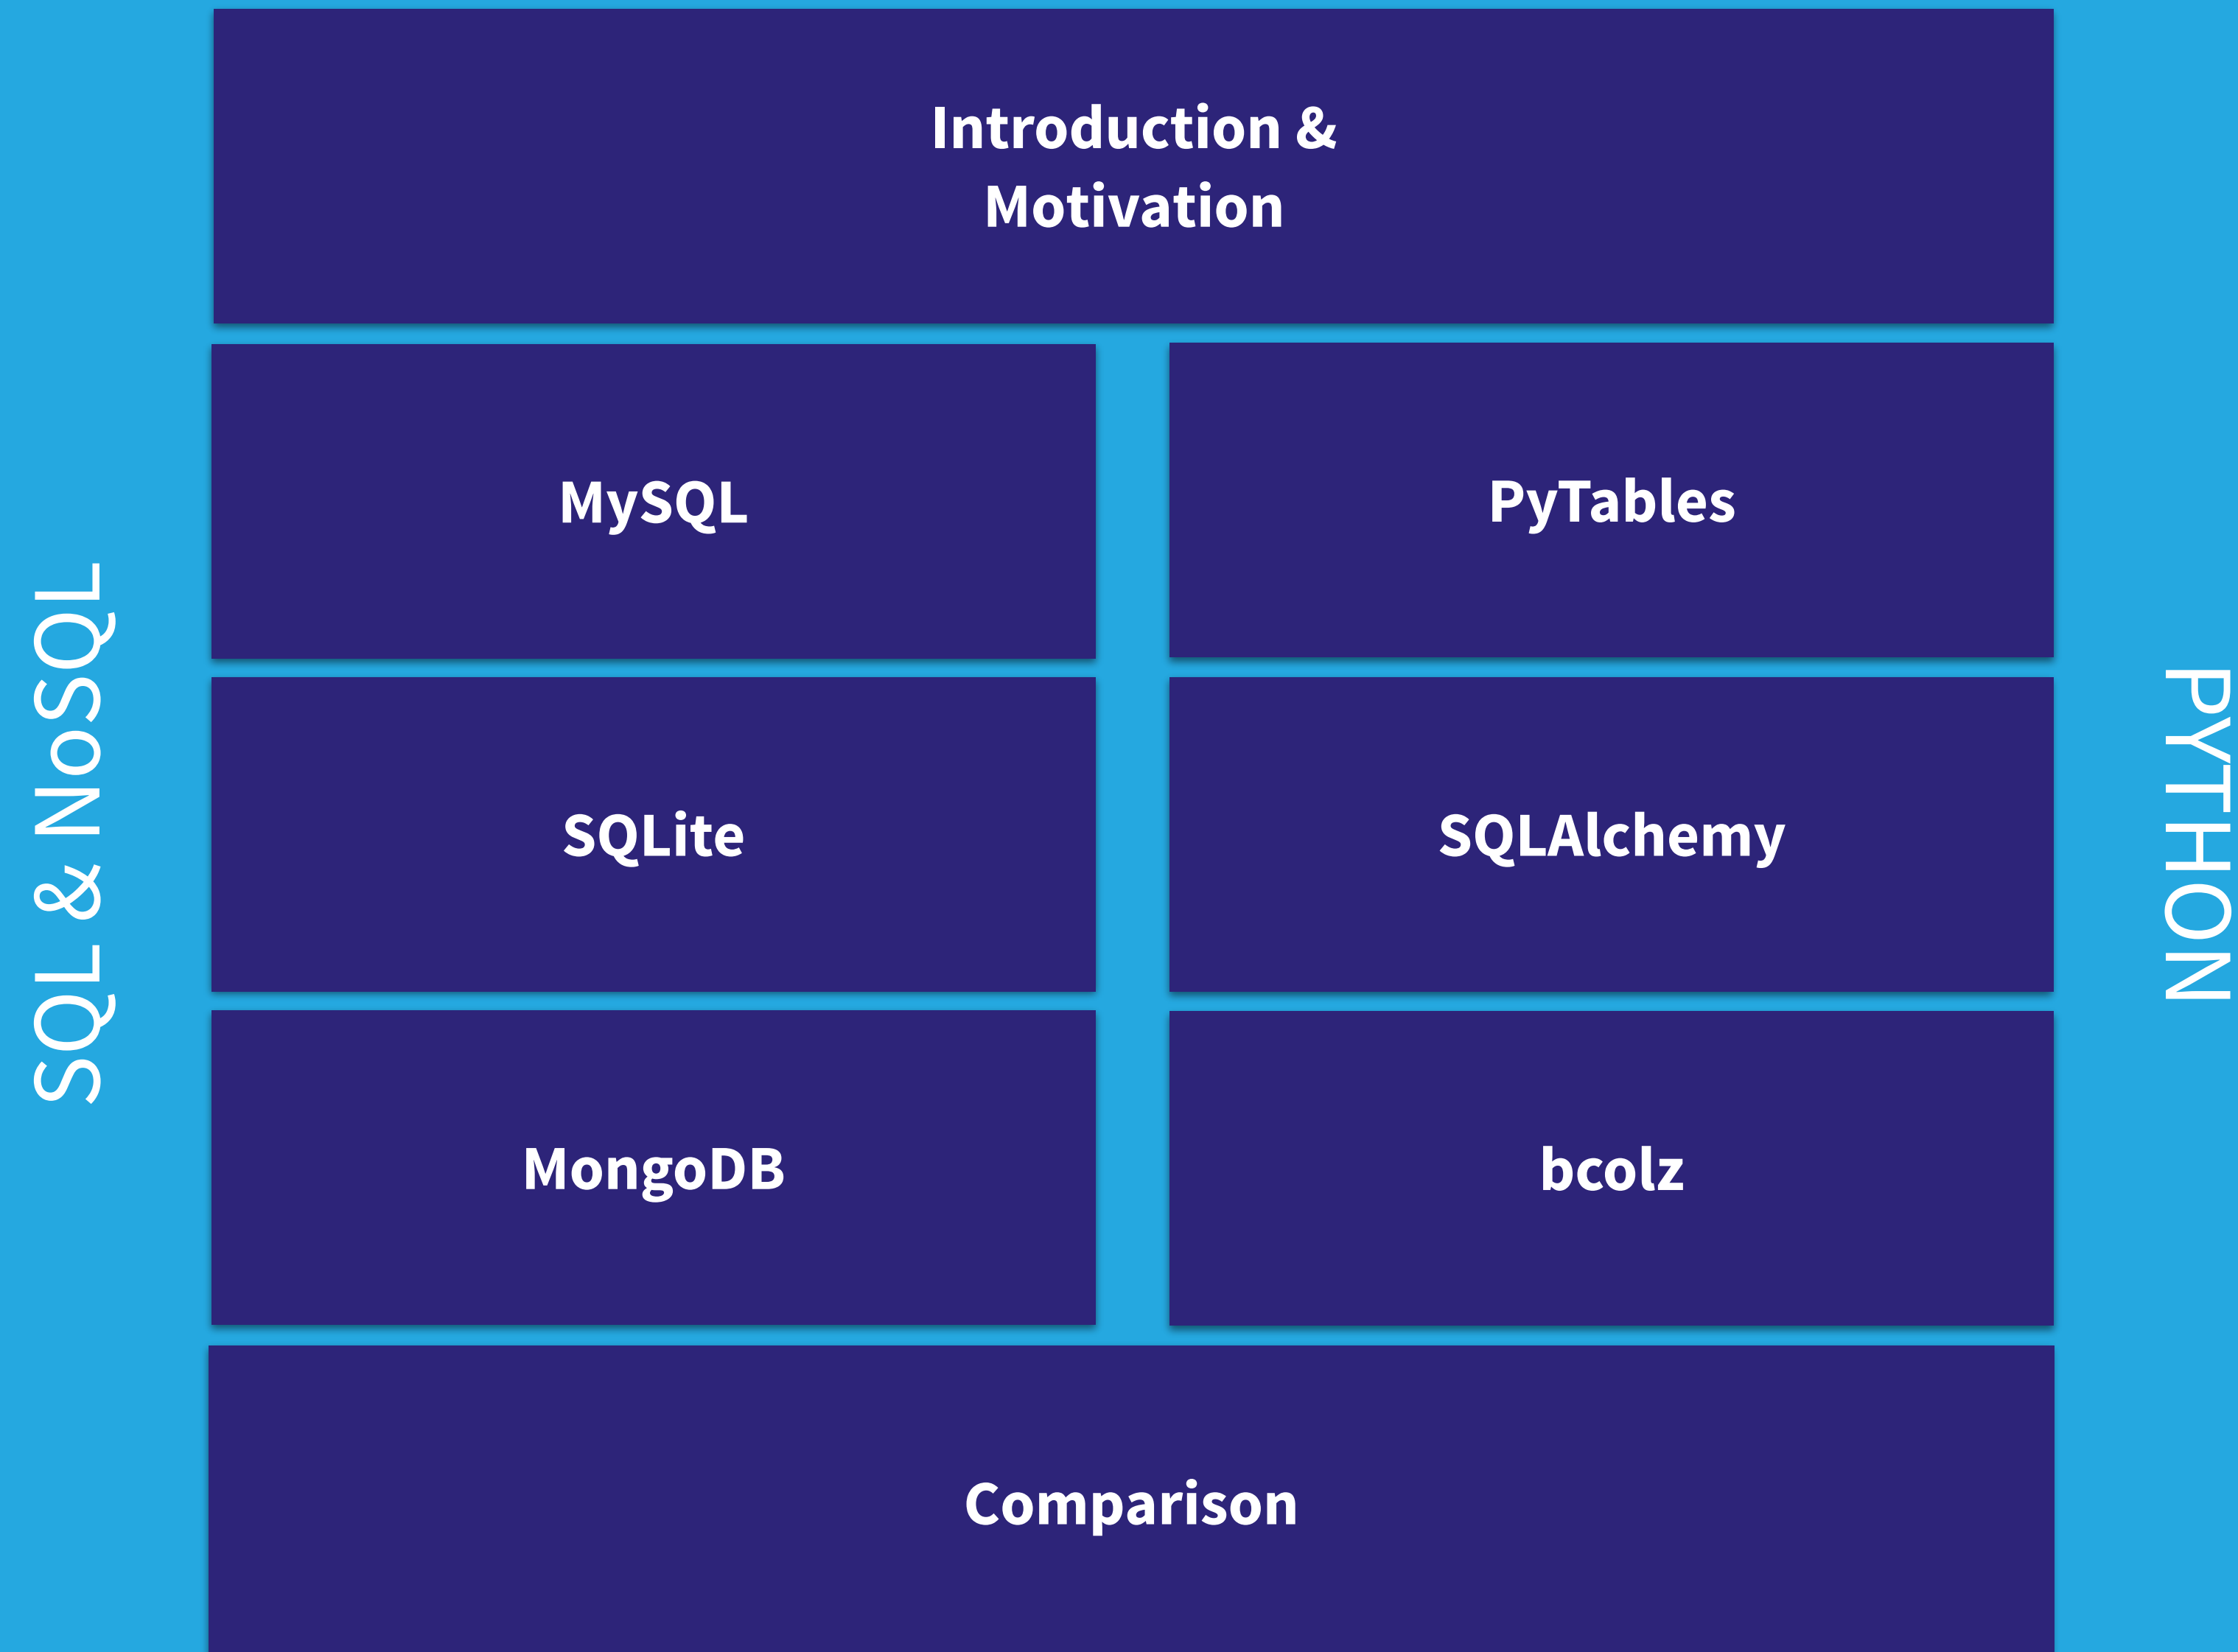 Introduction &
Motivation
SQL & NoSQL
MySQL
SQLite
MongoDB
PyTables
SQLAlchemy
bcolz
PYTHON
Comparison